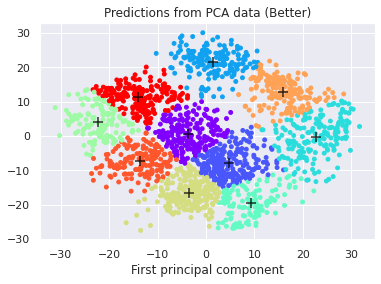 Predictions from PCA data (Better)
30
20
10
0
−10
−20
−30
−30 −20 −10 0 10 20 30
First principal component